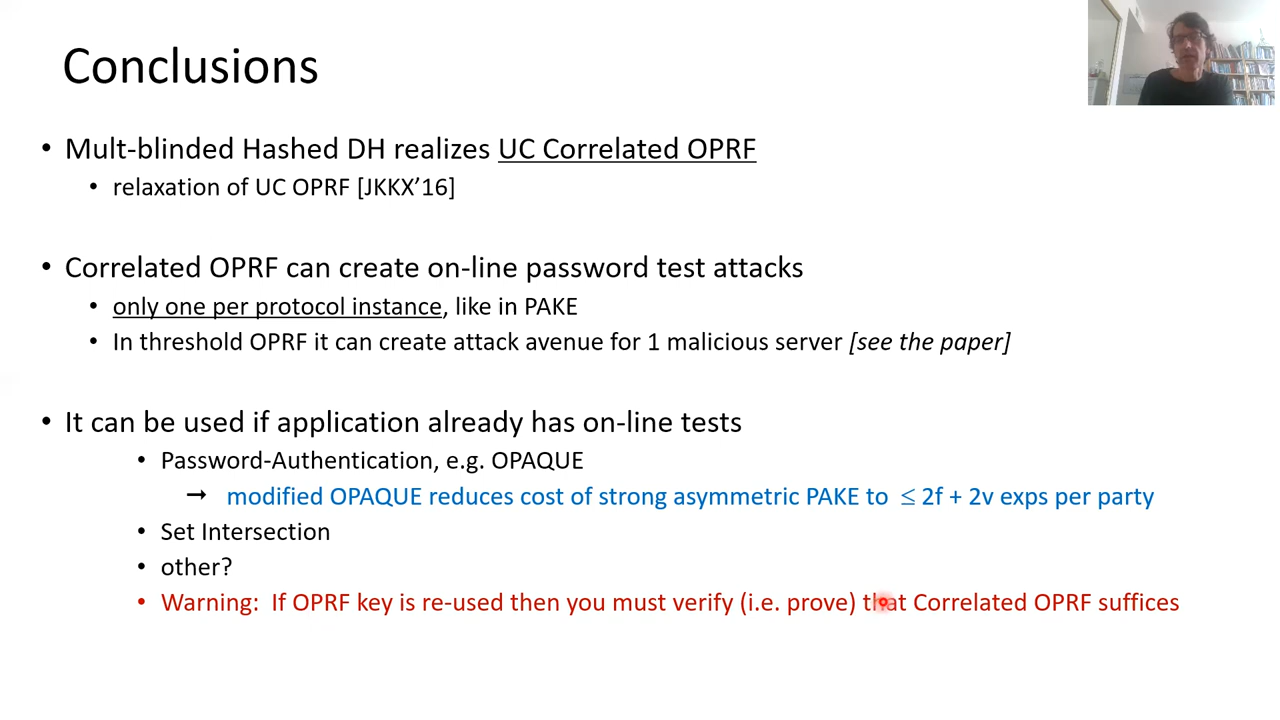 Conclusions
• Mult-blinded Hashed DH realizes UC Correlated OPRF
• relaxation of UC OPRF [JKKX’16]
• Correlated OPRF can create on-line password test attacks
• only one per protocol instance, like in PAKE
• In threshold OPRF it can create attack avenue for 1 malicious server [see the paper]
• It can be used if application already has on-line tests
• Password-Authentication, e.g. OPAQUE
→ modified OPAQUE reduces cost of strong asymmetric PAKE to ≤ 2f + 2v exps per party
• Set Intersection
• other?
• Warning: If OPRF key is re-used then you must verify (i.e. prove) that Correlated OPRF suffices